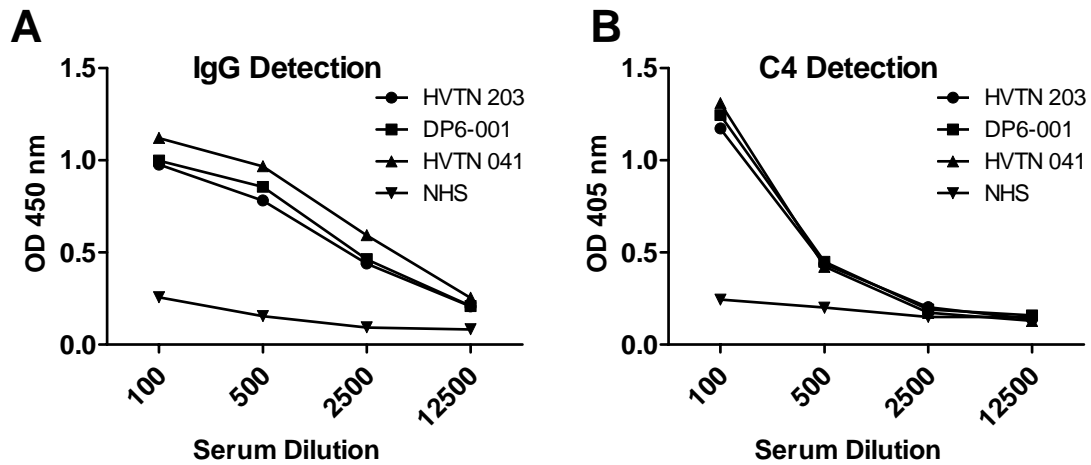 A
IgG Detection
1.5
1.0
0.5
0.0
OD 450 nm
HVTN 203
DP6-001
HVTN 041
NHS
100
500
2500
12500
Serum Dilution
B
C4 Detection
1.5
1.0
0.5
0.0
OD 405 nm
HVTN 203
DP6-001
HVTN 041
NHS
100
500
2500
12500
Serum Dilution